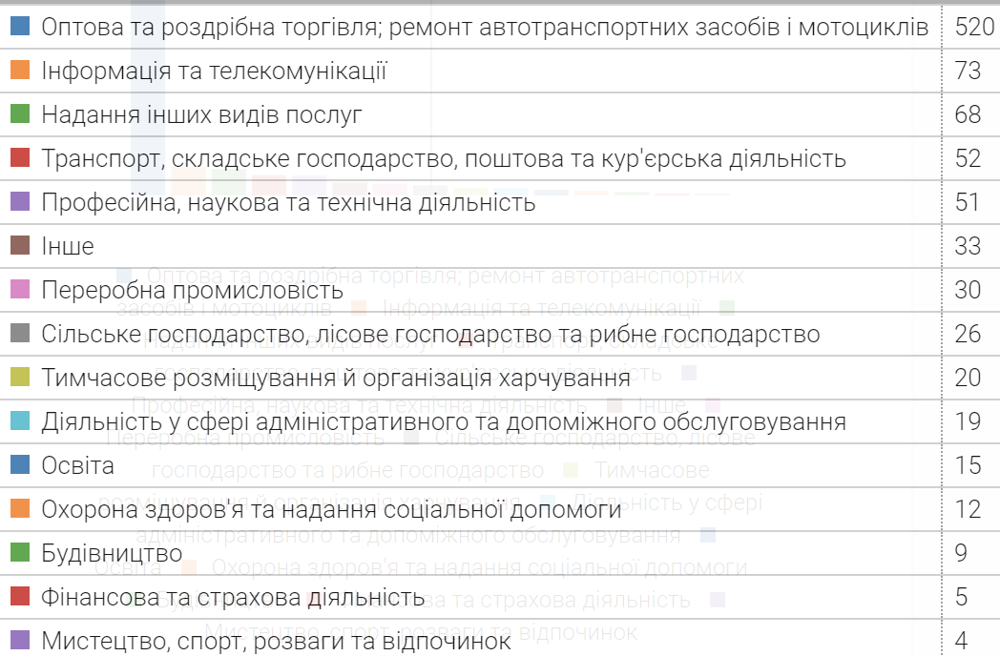 Оптова та роздрібна торгівля; ремонт автотранспортних засобів і мотоциклів 520
Інформація та телекомунікації 73
Надання інших видів послуг 68
Транспорт, складське господарство, поштова та кур'єрська діяльність 52
Професійна, наукова та технічна діяльність 51
Інше 33
Переробна промисловість 30
Сільське господарство, лісове господарство та рибне господарство 26
Тимчасове розміщування й організація харчування 20
Діяльність у сфері адміністративного та допоміжного обслуговування 19
Освіта 15
Охорона здоров'я та надання соціальної допомоги 12
Будівництво 9
Фінансова та страхова діяльність 5
Мистецтво, спорт, розваги та відпочинок 4